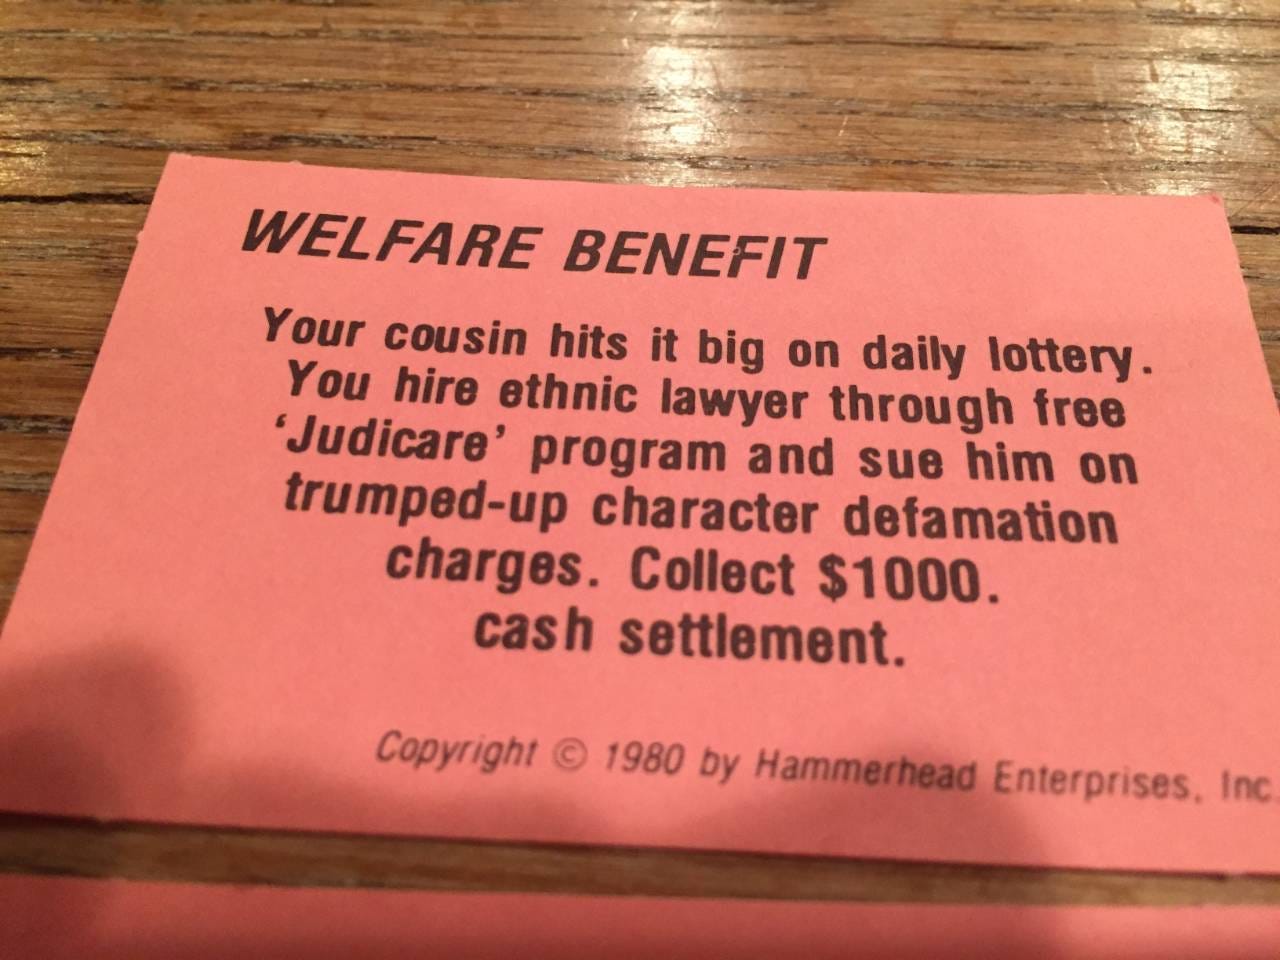 WELFARE BENEFIT
Your cousin hits it big on daily lottery.
You hire ethnic lawyer through free
‘Judicare’ program and sue him on
trumped-up character defamation
charges. Collect $1000.
cash settlement.
Copyright © 1980 by Hammerhead Enterprises, Inc.